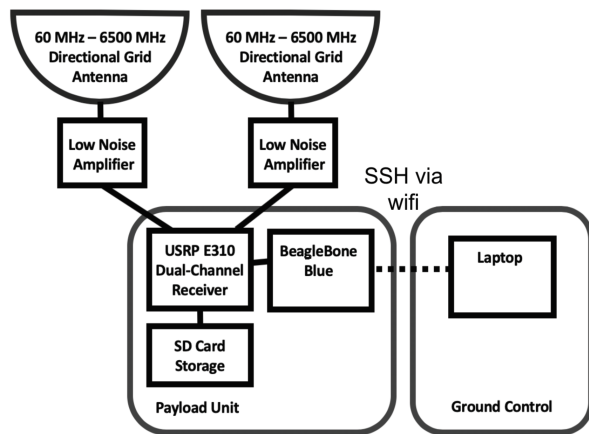 60 MHz – 6500 MHz
Directional Grid
Antenna
60 MHz – 6500 MHz
Directional Grid
Antenna
Low Noise
Amplifier
Low Noise
Amplifier
SSH via
wifi
USRP E310
Dual-Channel
Receiver
BeagleBone
Blue
Laptop
SD Card
Storage
Payload Unit
Ground Control